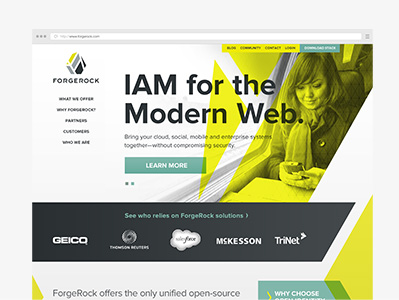 http://www.forgerock.com
BLOG COMMUNITY CONTACT LOGIN
FORGEROCK
WHAT WE OFFER
WHY FORGEROCK?
PARTNERS
CUSTOMERS
WHO WE ARE
IAM for the
Modern Web.
Bring your cloud, social, mobile and enterprise systems
together—without compromising security.
LEARN MORE
See who relies on ForgeRock solutions
GEICO
THOMSON REUTERS
salesforce
McKESSON
TriNet
ForgeRock offers the only unified open-source
WHY CHOOSE
OPEN IDENTITY